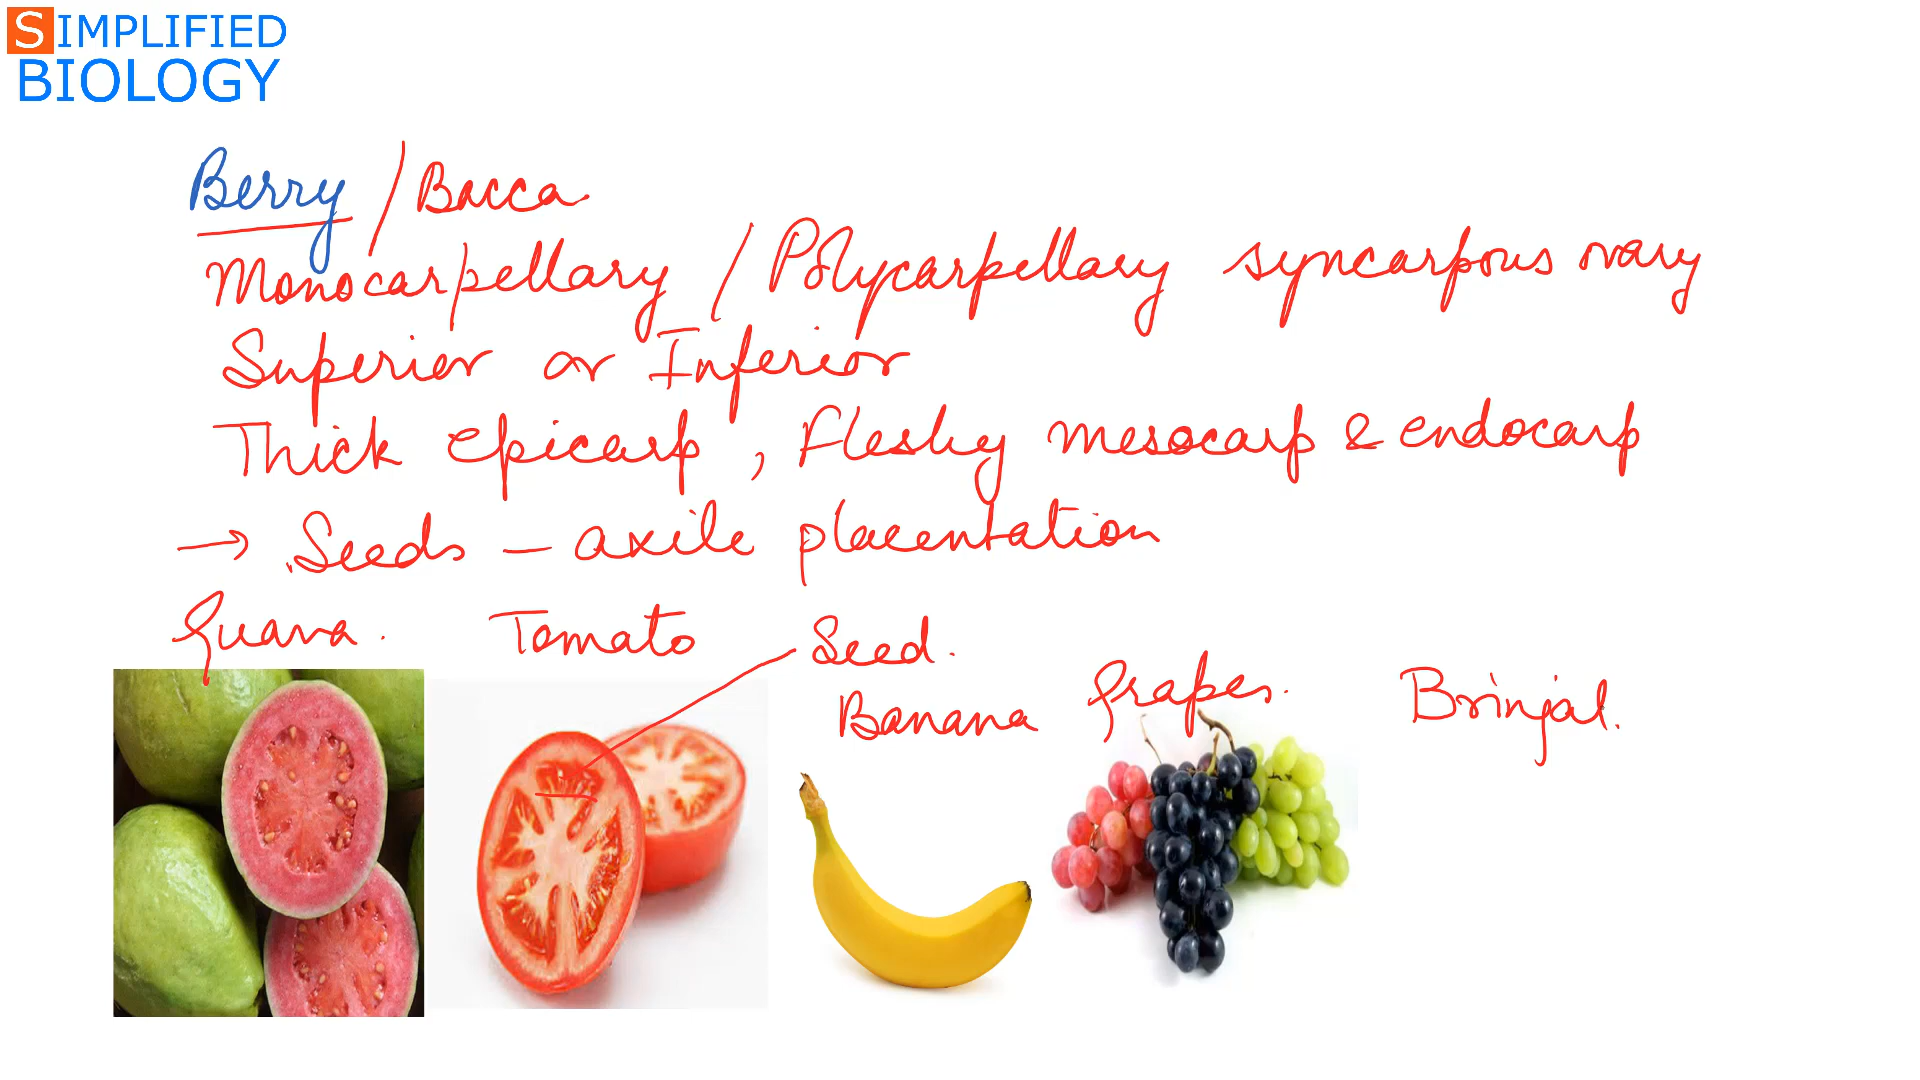 SIMPLIFIED
BIOLOGY
Berry / Bacca
Monocarpellary / Polycarpellary syncarpous ovary
Superior or Inferior
Thick epicarp, Fleshy mesocarp & endocarp
→ Seeds – axile placentation
Guava. Tomato Seed.
Banana Grapes. Brinjal.